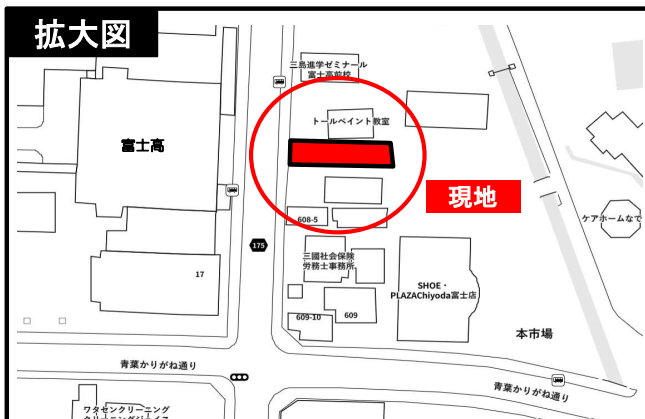 拡大図
三島進学ゼミナール
富士高前校
トールペイント教室
富士高
現地
608-5
ケアホームなで
175
三國社会保険
労務士事務所
17
SHOE・
PLAZAChiyoda富士店
609-10
609
本市場
青葉かりがね通り
青葉かりがね通り
ワタセンクリーニング